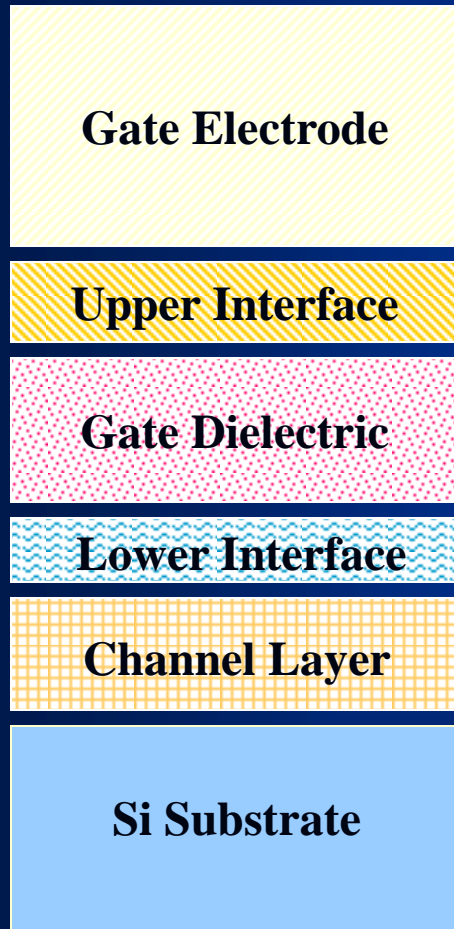 Gate Electrode
Upper Interface
Gate Dielectric
Lower Interface
Channel Layer
Si Substrate